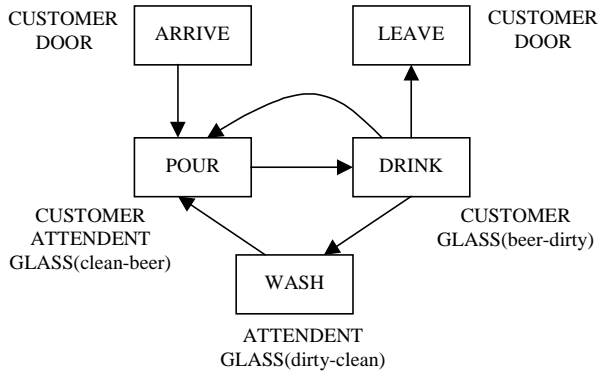 CUSTOMER
DOOR
ARRIVE
LEAVE
CUSTOMER
DOOR
POUR
DRINK
CUSTOMER
ATTENDENT
GLASS(clean-beer)
CUSTOMER
GLASS(beer-dirty)
WASH
ATTENDENT
GLASS(dirty-clean)